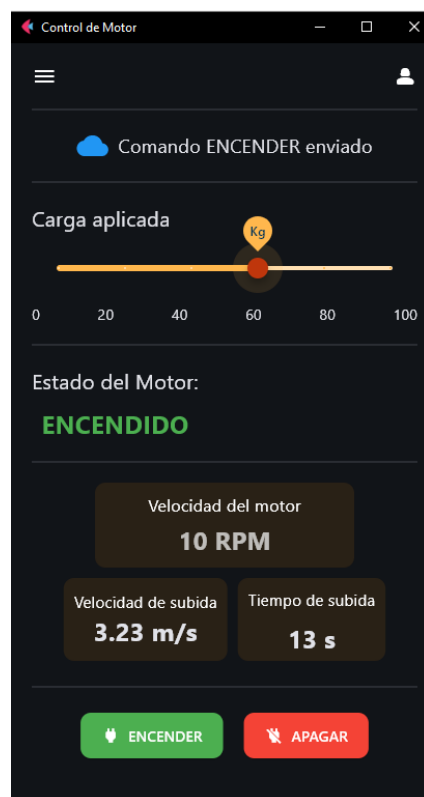 Control de Motor
Comando ENCENDER enviado
Carga aplicada
Kg
0 20 40 60 80 100
Estado del Motor:
ENCENDIDO
Velocidad del motor
10 RPM
Velocidad de subida
3.23 m/s
Tiempo de subida
13 s
ENCENDER
APAGAR